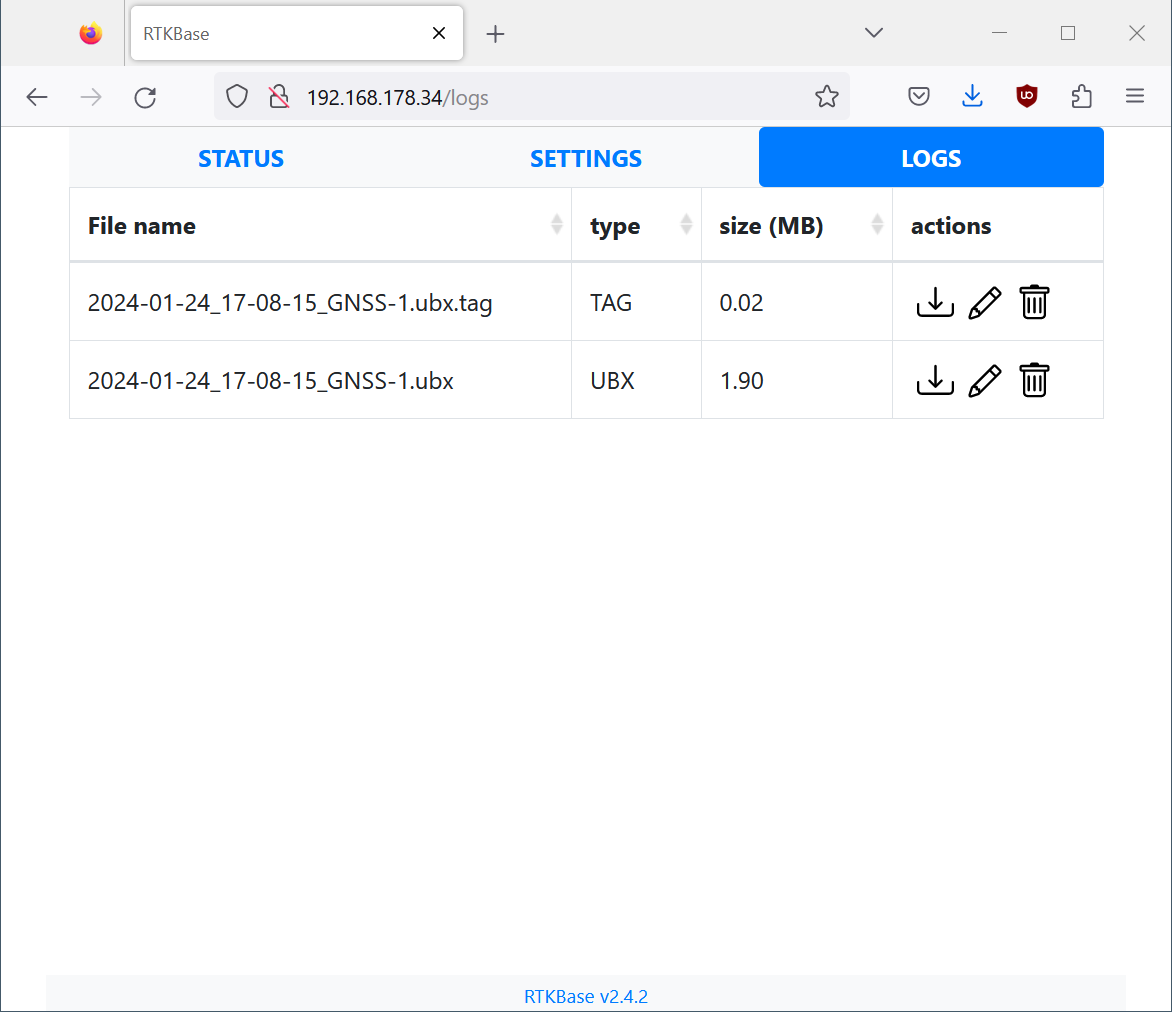 RTKBase
192.168.178.34/logs
STATUS SETTINGS LOGS
File name type size (MB) actions
2024-01-24_17-08-15_GNSS-1.ubx.tag TAG 0.02
2024-01-24_17-08-15_GNSS-1.ubx UBX 1.90
RTKBase v2.4.2